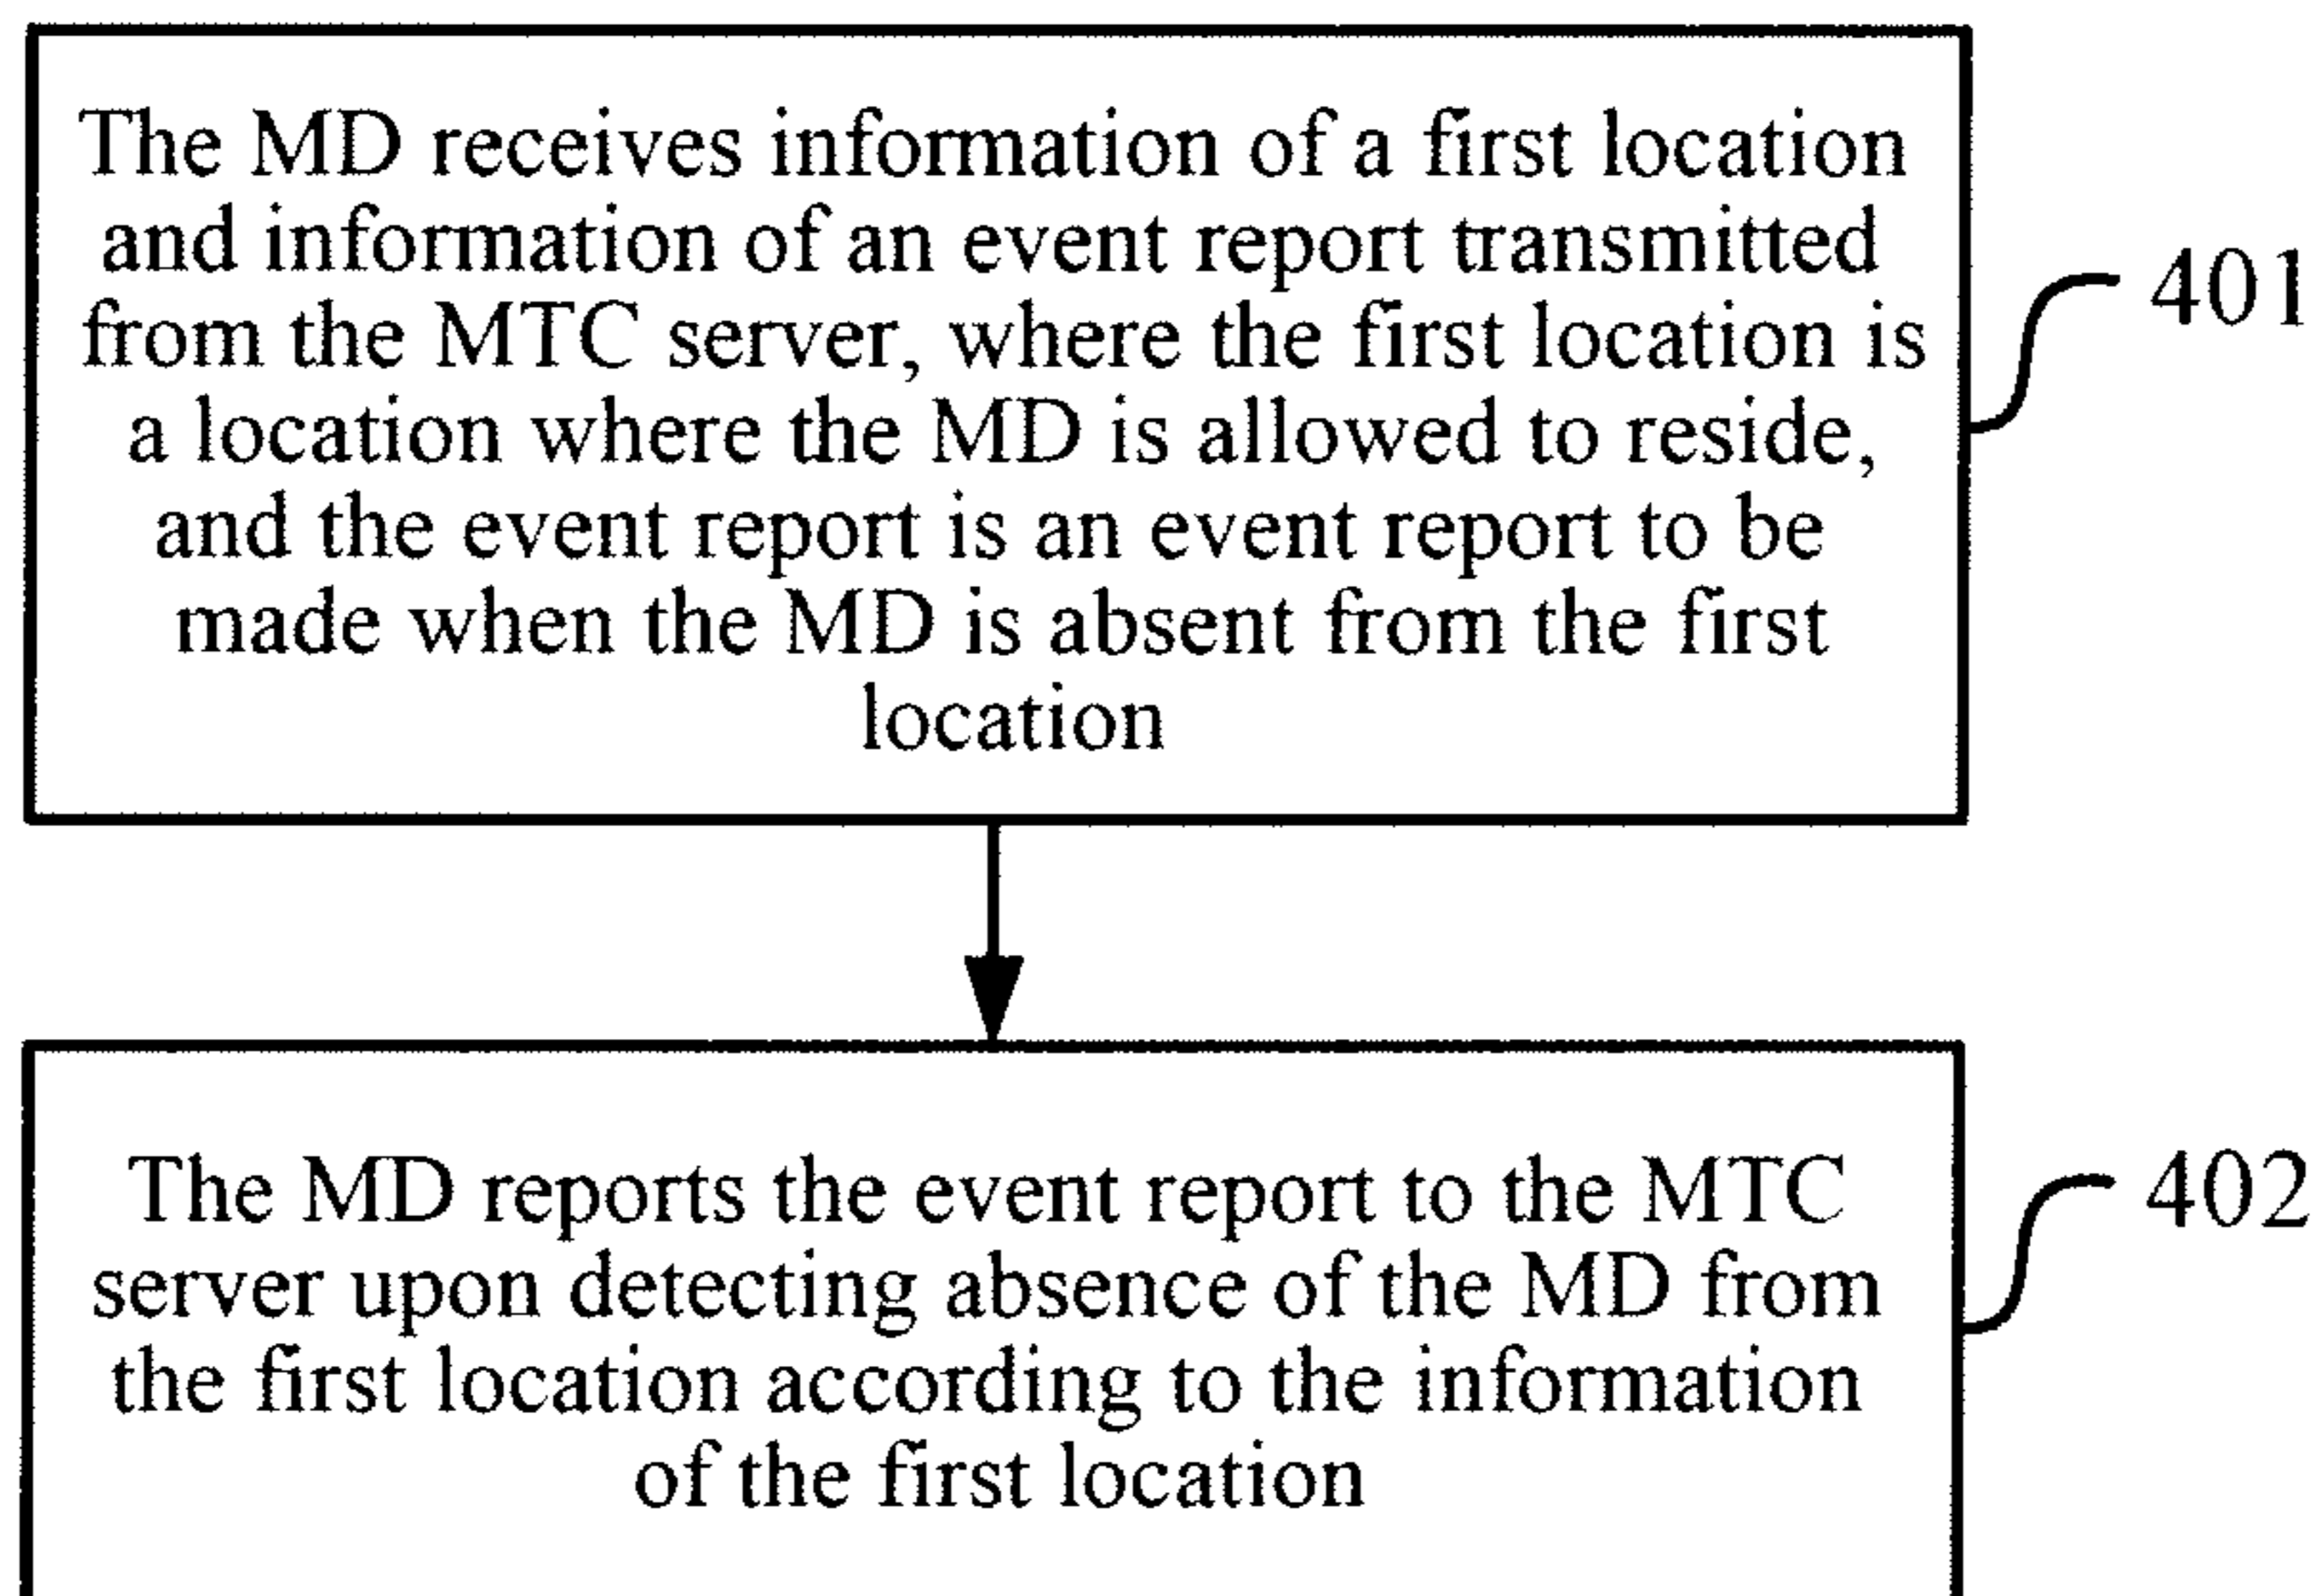 The MD receives information of a first location
and information of an event report transmitted
from the MTC server, where the first location is
a location where the MD is allowed to reside,
and the event report is an event report to be
made when the MD is absent from the first
location
401
The MD reports the event report to the MTC
server upon detecting absence of the MD from
the first location according to the information
of the first location
402